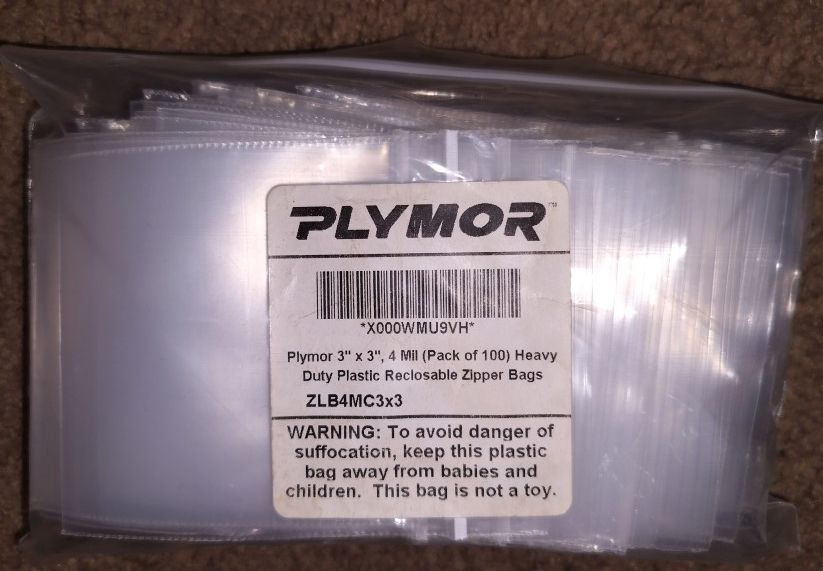 PLYMOR™
*X000WMU9VH*
Plymor 3" x 3", 4 Mil (Pack of 100) Heavy
Duty Plastic Reclosable Zipper Bags
ZLB4MC3x3
WARNING: To avoid danger of
suffocation, keep this plastic
bag away from babies and
children. This bag is not a toy.